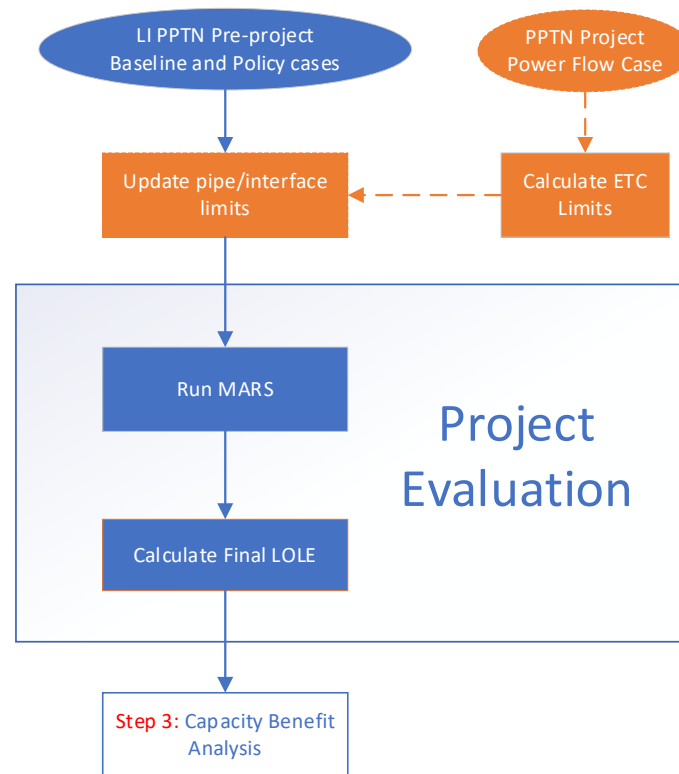 LI PPTN Pre-project
Baseline and Policy cases
PPTN Project
Power Flow Case
Update pipe/interface
limits
Calculate ETC
Limits
Run MARS
Project
Evaluation
Calculate Final LOLE
Step 3: Capacity Benefit
Analysis